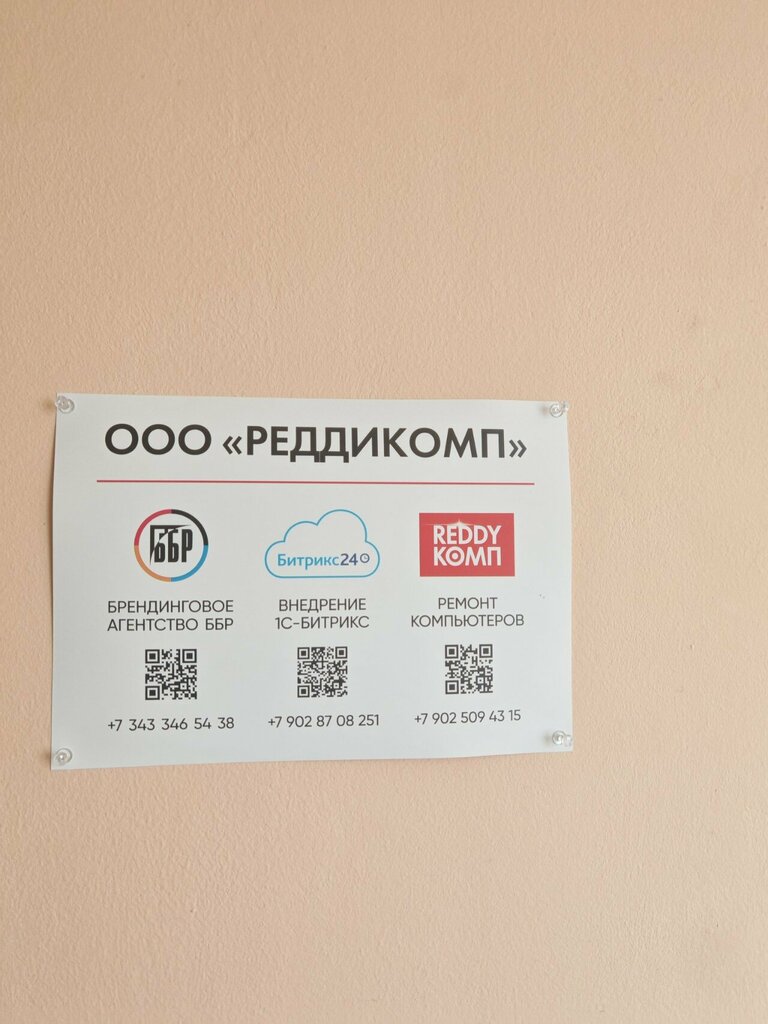 ООО «РЕДДИКОМП»
ББР
Битрикс24
REDDY
КОМП
БРЕНДИНГОВОЕ
АГЕНТСТВО ББР
ВНЕДРЕНИЕ
1С-БИТРИКС
РЕМОНТ
КОМПЬЮТЕРОВ
+7 343 346 54 38
+7 902 87 08 251
+7 902 509 43 15